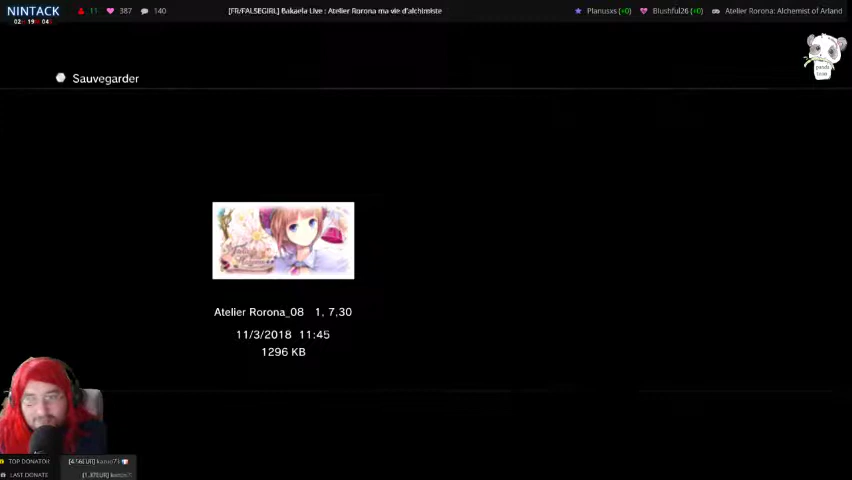 NINTACK
11 387 140
[FR/FALSEGIRL] Bakaela Live : Atelier Rorona ma vie d'alchimiste
Planusxs (+0) Blushful26 (+0) Atelier Rorona: Alchemist of Arland
Sauvegarder
panda
Atelier Rorona_08 1, 7,30
11/3/2018 11:45
1296 KB
TOP DONATOR
LAST DONATE